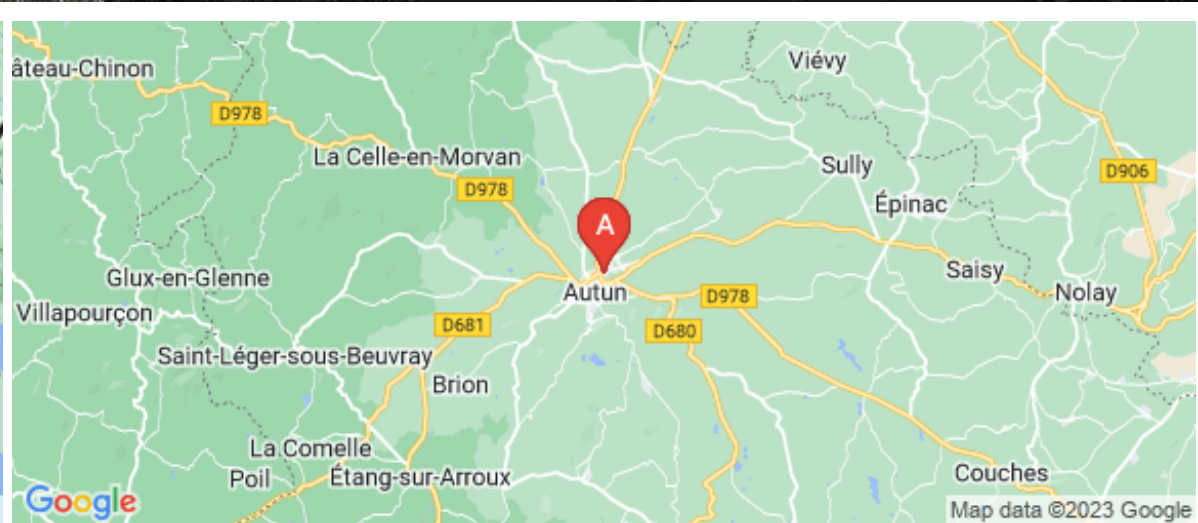 Viévy
âteau-Chinon
D978
La Celle-en-Morvan
D978
Sully
D906
Épinac
A
Glux-en-Glenne
Saisy
Autun
D978
Nolay
Villapourçon
D681
D680
Saint-Léger-sous-Beuvray
Brion
La Comelle
Poil
Étang-sur-Arroux
Couches
Google
Map data ©2023 Google